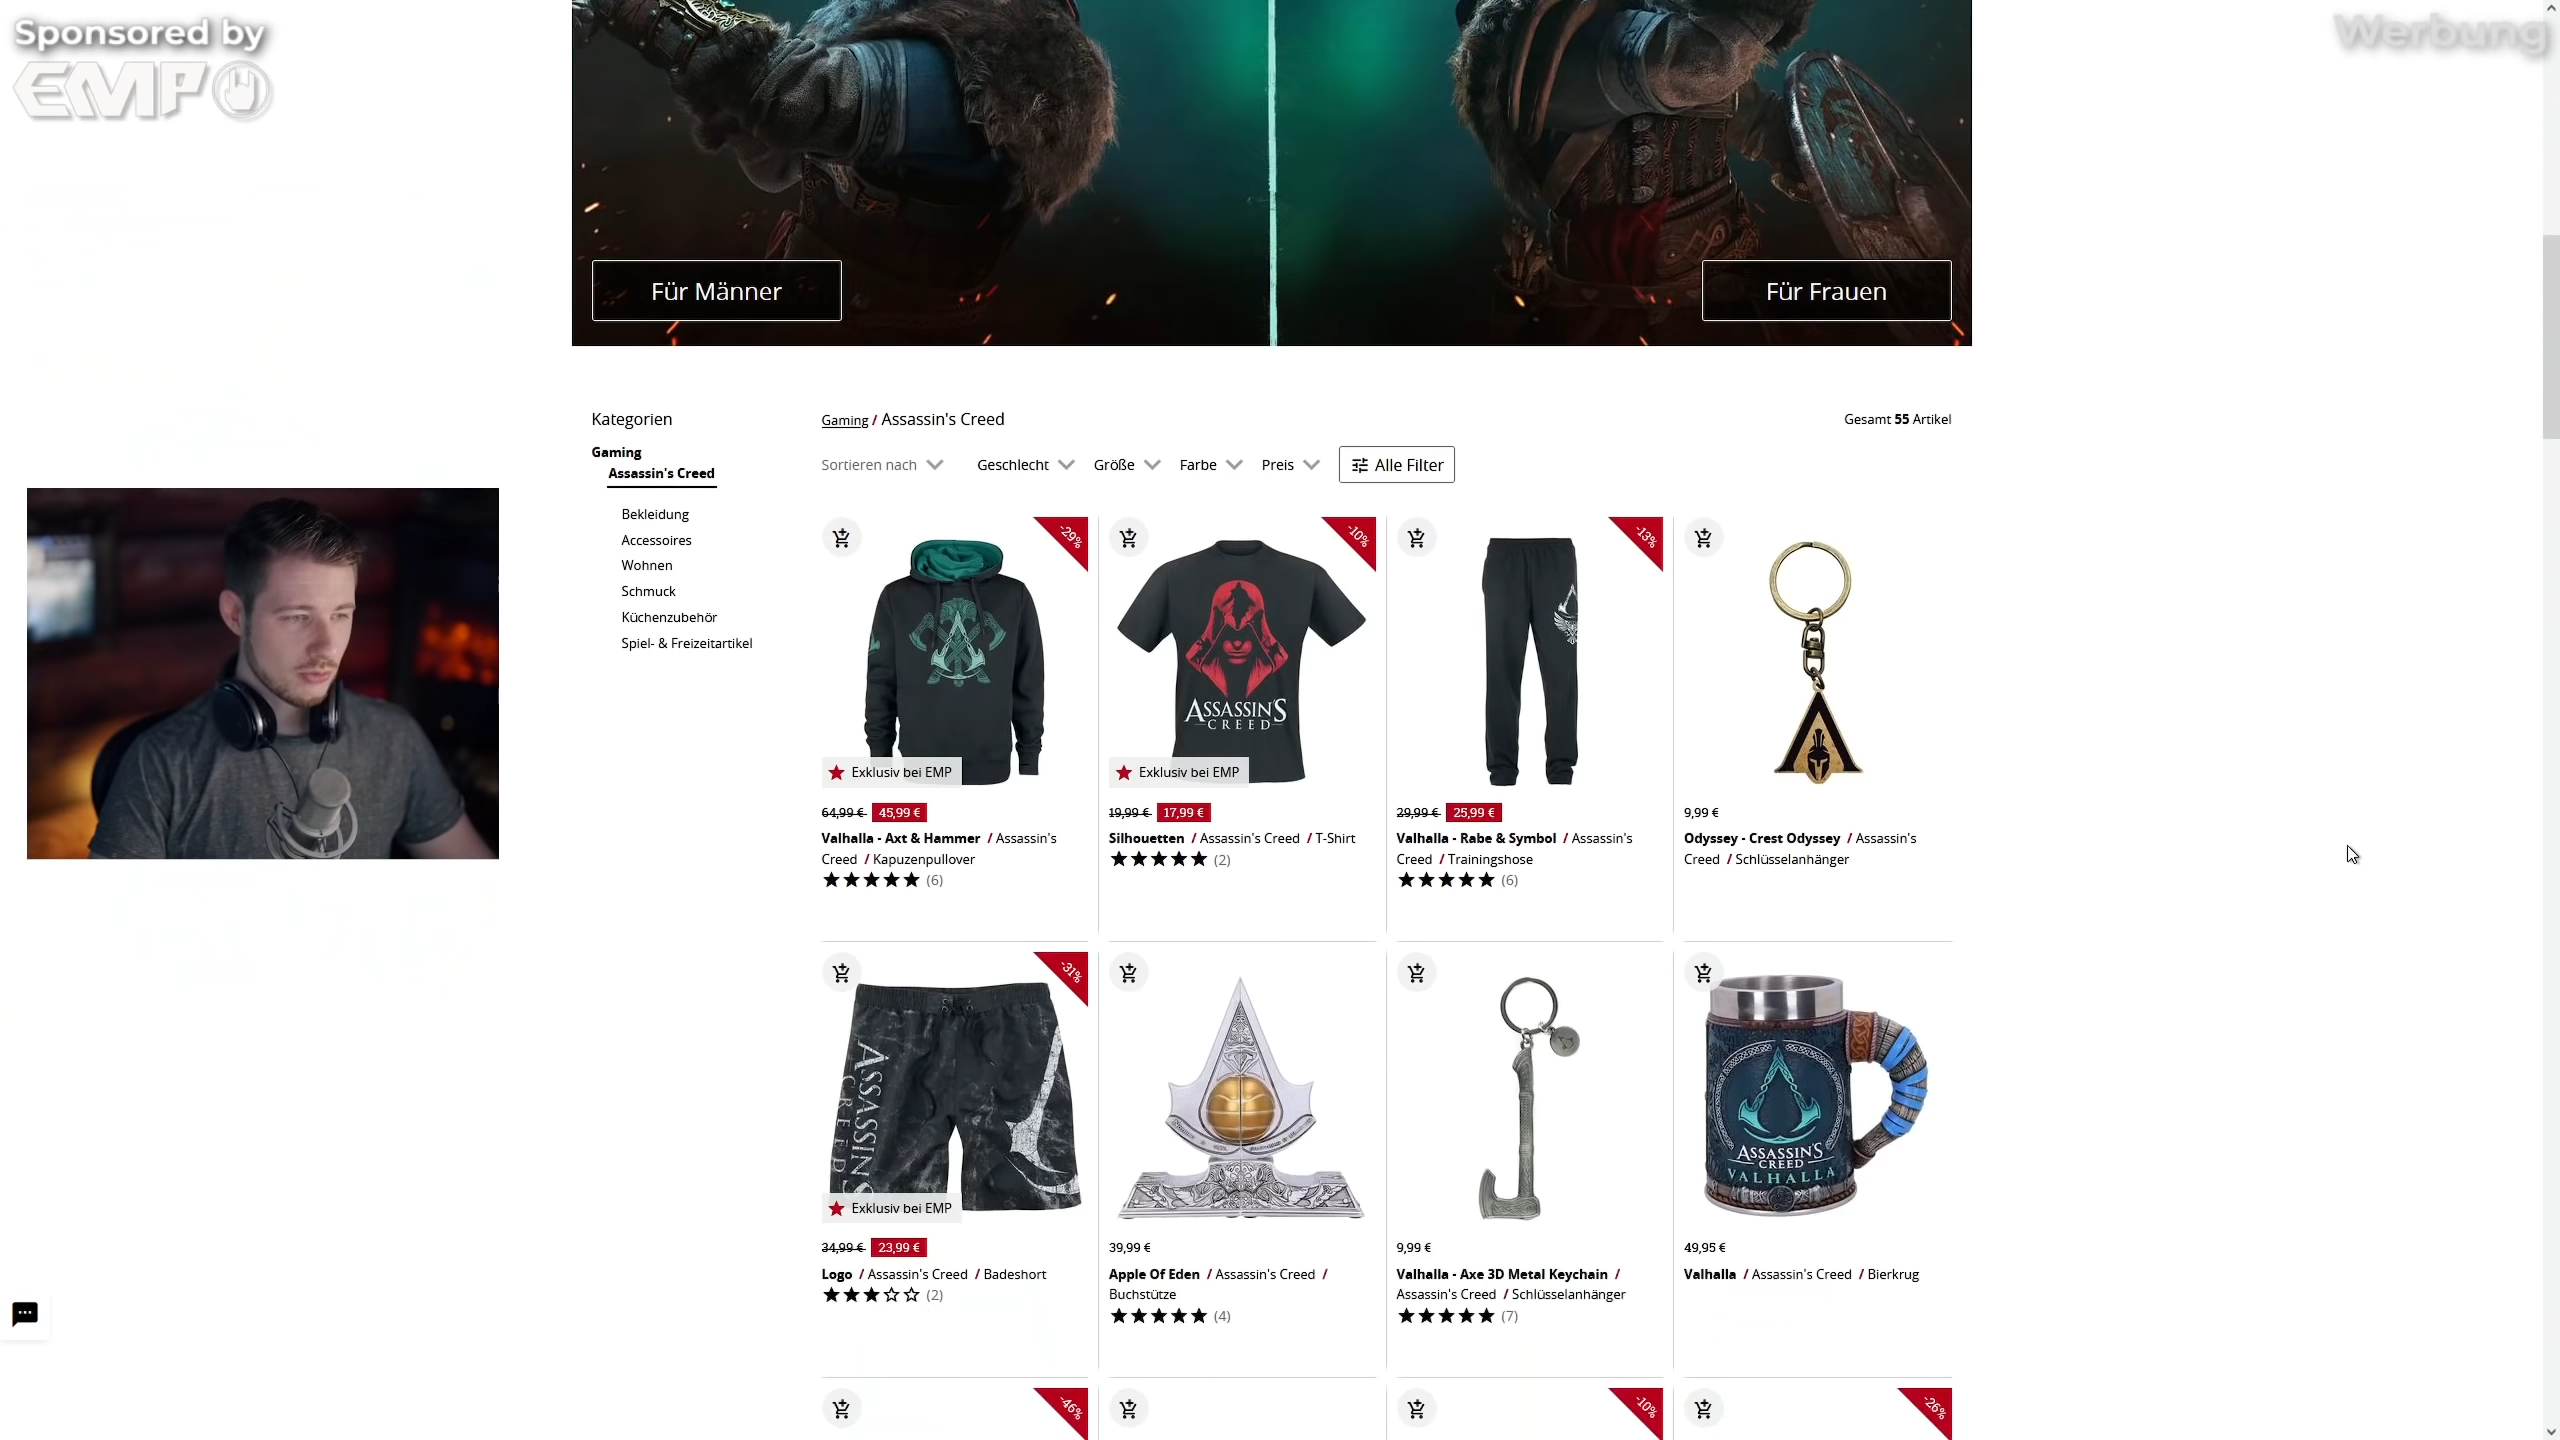 Sponsored by
EMP
Werbung
Für Männer
Für Frauen
Kategorien
Gaming
Assassin's Creed
Bekleidung
Accessoires
Wohnen
Schmuck
Küchenzubehör
Spiel- & Freizeitartikel
Gaming / Assassin's Creed
Gesamt 55 Artikel
Sortieren nach
Geschlecht
Größe
Farbe
Preis
Alle Filter
-29%
ASSASSIN'S
CREED
-10%
-13%
Exklusiv bei EMP
Exklusiv bei EMP
64,99 € 45,99 €
Valhalla - Axt & Hammer / Assassin's
Creed / Kapuzenpullover
(6)
19,99 € 17,99 €
Silhouetten / Assassin's Creed / T-Shirt
(2)
29,99 € 25,99 €
Valhalla - Rabe & Symbol / Assassin's
Creed / Trainingshose
(6)
9,99 €
Odyssey - Crest Odyssey / Assassin's
Creed / Schlüsselanhänger
-31%
ASSASSIN'S
CREED
Exklusiv bei EMP
ASSASSIN'S
CREED
VALHALLA
34,99 € 23,99 €
Logo / Assassin's Creed / Badeshort
(2)
39,99 €
Apple Of Eden / Assassin's Creed /
Buchstütze
(4)
9,99 €
Valhalla - Axe 3D Metal Keychain /
Assassin's Creed / Schlüsselanhänger
(7)
49,95 €
Valhalla / Assassin's Creed / Bierkrug
-46%
-10%
-26%